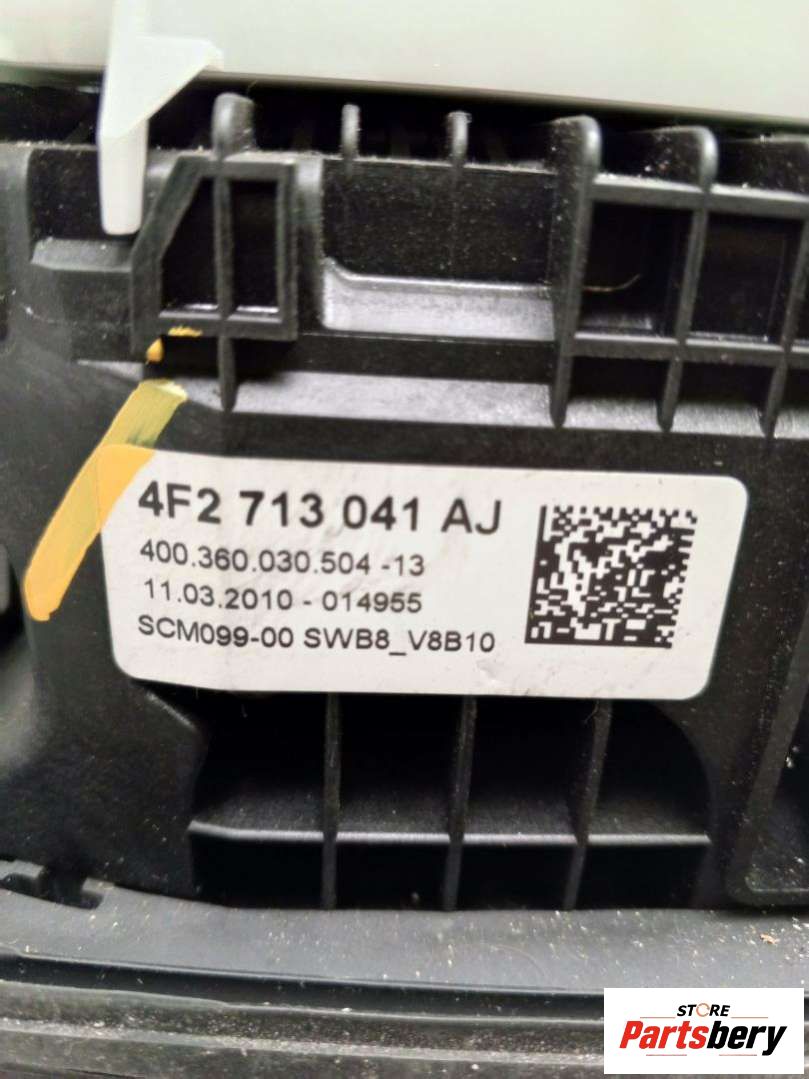 4F2 713 041 AJ
400.360.030.504 -13
11.03.2010 - 014955
SCM099-00 SWB8_V8B10
STORE
Partsbery